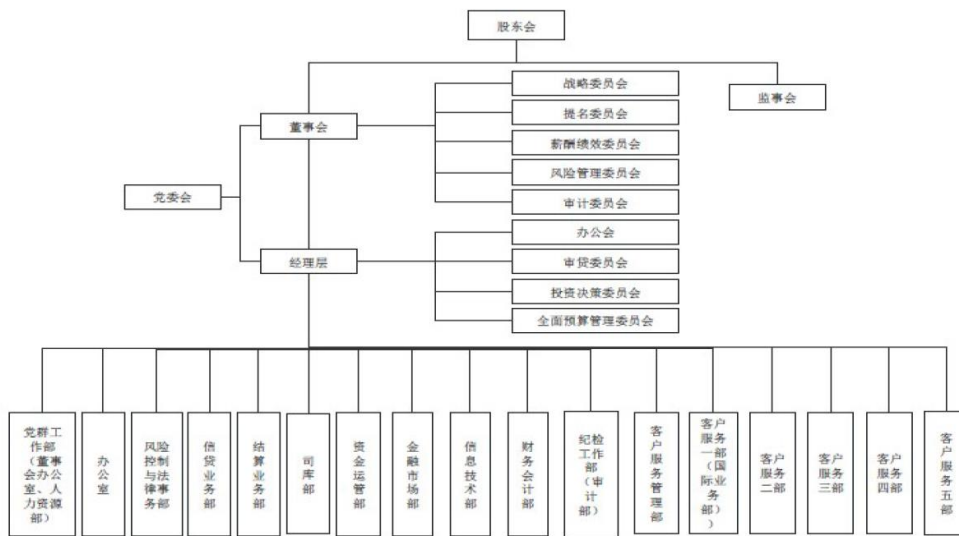 股东会
监事会
战略委员会
提名委员会
董事会
薪酬绩效委员会
风险管理委员会
党委会
审计委员会
办公会
经理层
审贷委员会
投资决策委员会
全面预算管理委员会
党群工
作部
（董事
会办公
室、人
力资源
部）
办公室
风险
控制
与法
律事
务部
信贷业务部
结算业务部
司库部
资金运管部
金融市场部
信息技术部
财务会计部
纪检
工作
部
（审
计
部）
客户服务管理部
客户
服务
一部
（国
际业
务部）
）
客户
服务
二部
客户
服务
三部
客户
服务
四部
客户服务五部